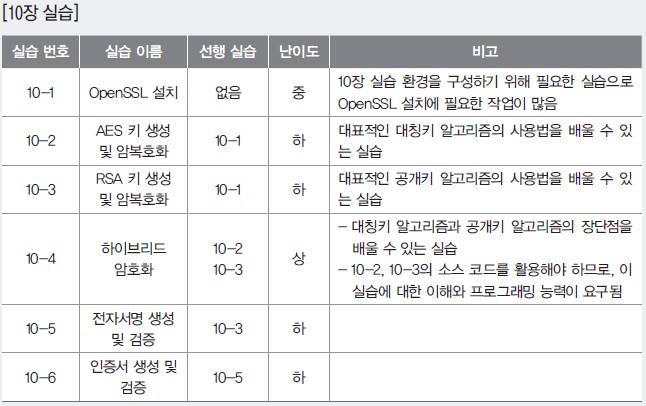 [10장 실습]
실습 번호 실습 이름 선행 실습 난이도 비고
10-1 OpenSSL 설치 없음 중 10장 실습 환경을 구성하기 위해 필요한 실습으로
OpenSSL 설치에 필요한 작업이 많음
10-2 AES 키 생성
및 암복호화 10-1 하 대표적인 대칭키 알고리즘의 사용법을 배울 수 있
는 실습
10-3 RSA 키 생성
및 암복호화 10-1 하 대표적인 공개키 알고리즘의 사용법을 배울 수 있
는 실습
10-4 하이브리드
암호화 10-2
10-3 상 - 대칭키 알고리즘과 공개키 알고리즘의 장단점을
배울 수 있는 실습
- 10-2, 10-3의 소스 코드를 활용해야 하므로, 이
실습에 대한 이해와 프로그래밍 능력이 요구됨
10-5 전자서명 생성
및 검증 10-3 하
10-6 인증서 생성 및
검증 10-5 하